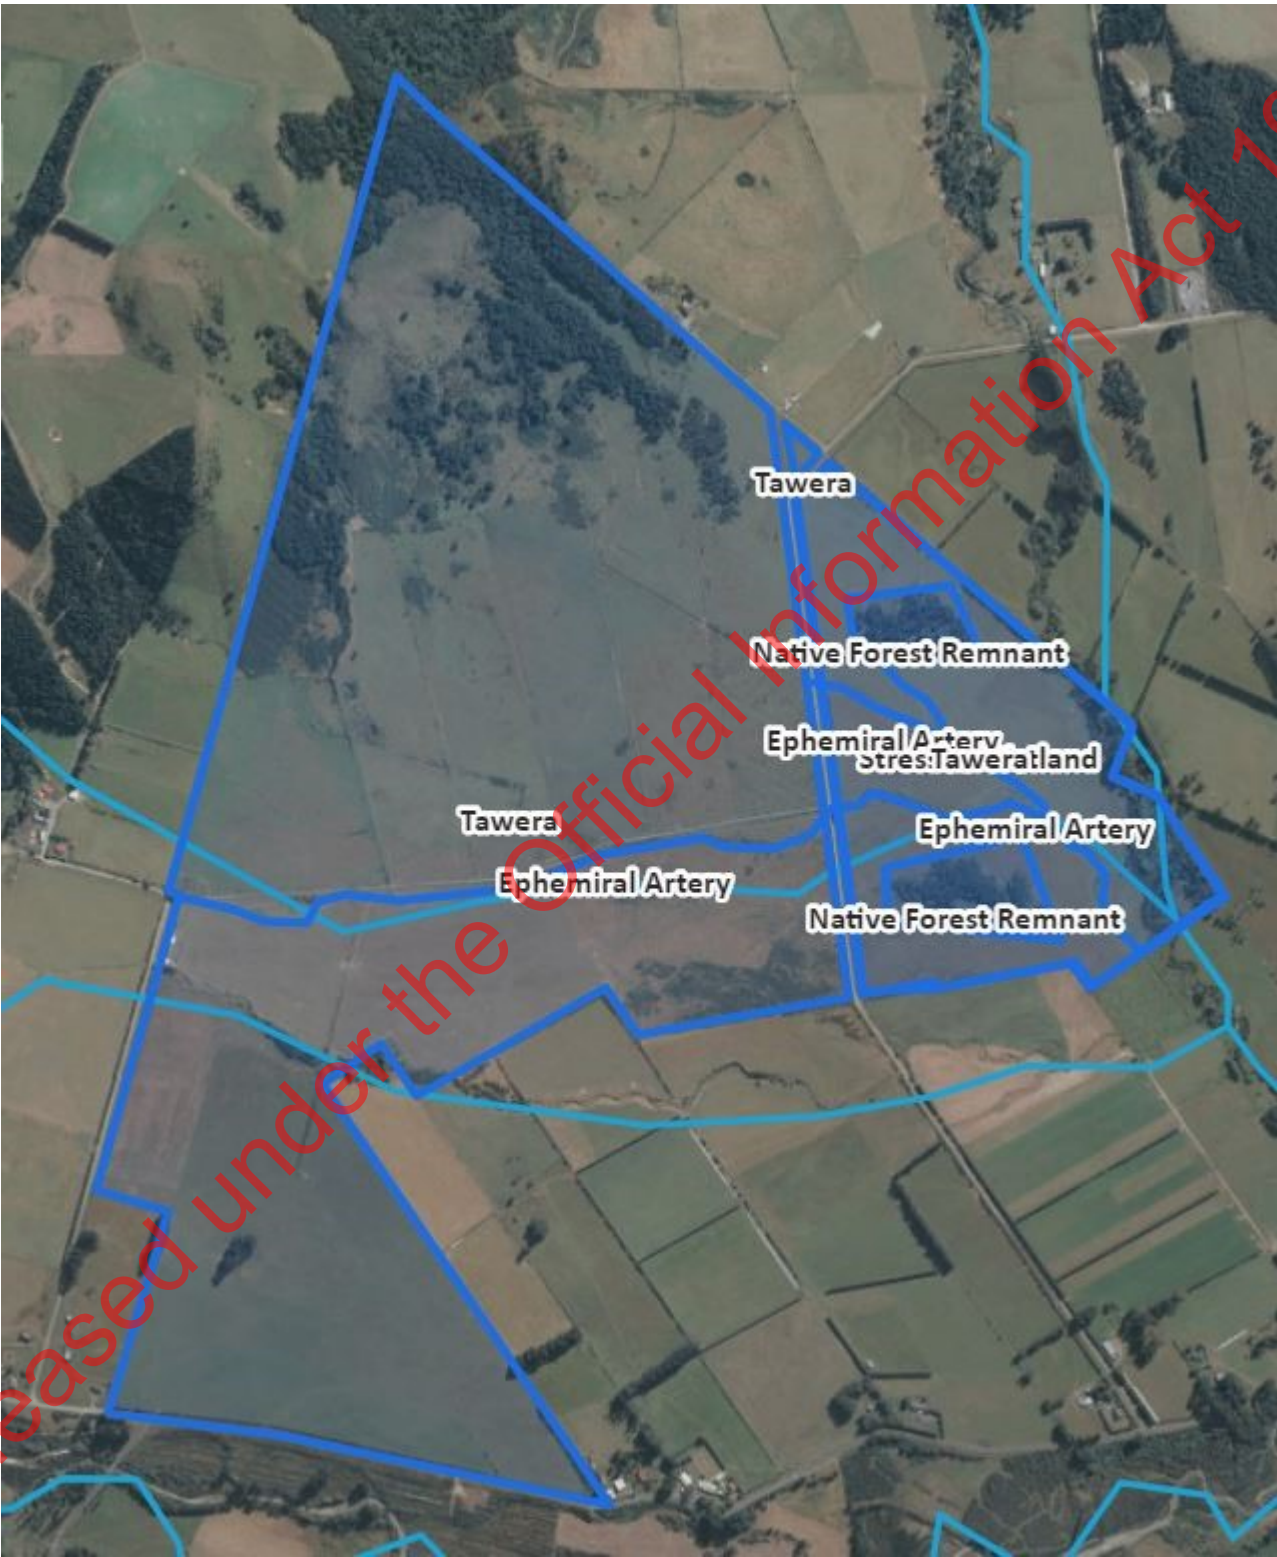 Tawera
Native Forest Remnant
Ephemiral Artery
Tawera
Ephemiral Artery
Tawera
Ephemiral Artery
Native Forest Remnant
eased under the Official Information Act 1